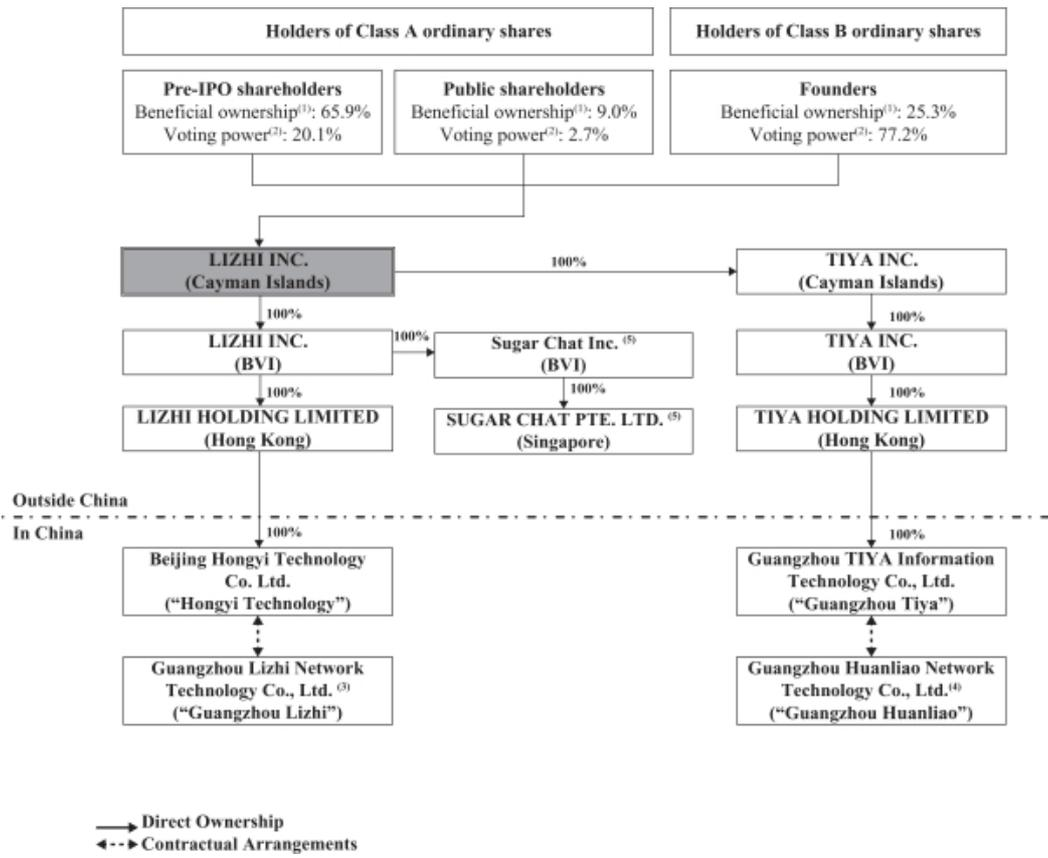 Holders of Class A ordinary shares
Holders of Class B ordinary shares
Pre-IPO shareholders
Beneficial ownership(1): 65.9%
Voting power(2): 20.1%
Public shareholders
Beneficial ownership(1): 9.0%
Voting power(2): 2.7%
Founders
Beneficial ownership(1): 25.3%
Voting power(2): 77.2%
LIZHI INC.
(Cayman Islands)
100%
TIYA INC.
(Cayman Islands)
100%
100%
LIZHI INC.
(BVI)
100%
Sugar Chat Inc. (5)
(BVI)
TIYA INC.
(BVI)
100%
100%
100%
LIZHI HOLDING LIMITED
(Hong Kong)
SUGAR CHAT PTE. LTD. (5)
(Singapore)
TIYA HOLDING LIMITED
(Hong Kong)
Outside China
In China
100%
100%
Beijing Hongyi Technology
Co. Ltd.
(“Hongyi Technology”)
Guangzhou TIYA Information
Technology Co., Ltd.
(“Guangzhou Tiya”)
Guangzhou Lizhi Network
Technology Co., Ltd. (3)
(“Guangzhou Lizhi”)
Guangzhou Huanliao Network
Technology Co., Ltd.(4)
(“Guangzhou Huanliao”)
Direct Ownership
Contractual Arrangements